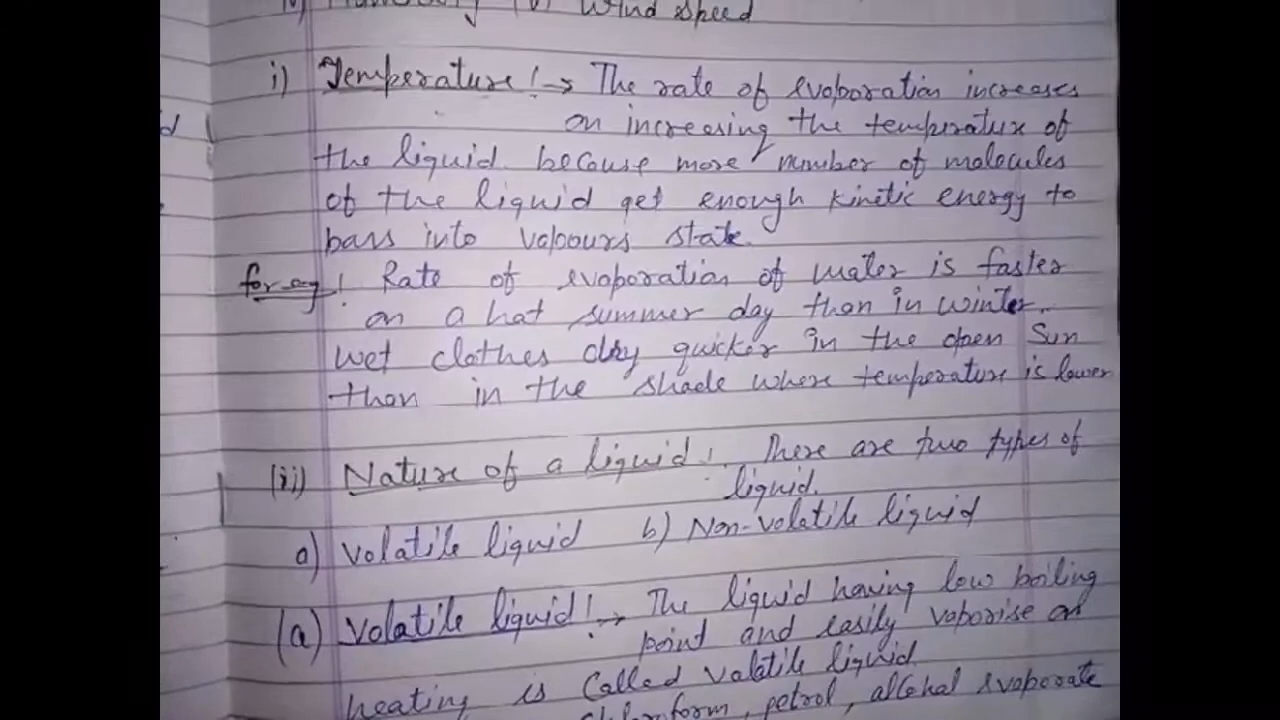 iv) Humidity (v) Wind speed
i) Temperature :→ The rate of evaporation increases
on increasing the temperature of
the liquid because more number of molecules
of the liquid get enough kinetic energy to
pass into vapours state.
for eg: Rate of evaporation of water is faster
on a hot summer day than in winter.
Wet clothes dry quicker in the open Sun
than in the shade where temperature is lower
(ii) Nature of a liquid: There are two types of
liquid.
a) Volatile liquid b) Non-volatile liquid
(a) Volatile liquid :→ The liquid having low boiling
point and easily vaporise on
heating is Called Volatile liquid
petrol, alcohal evaporate